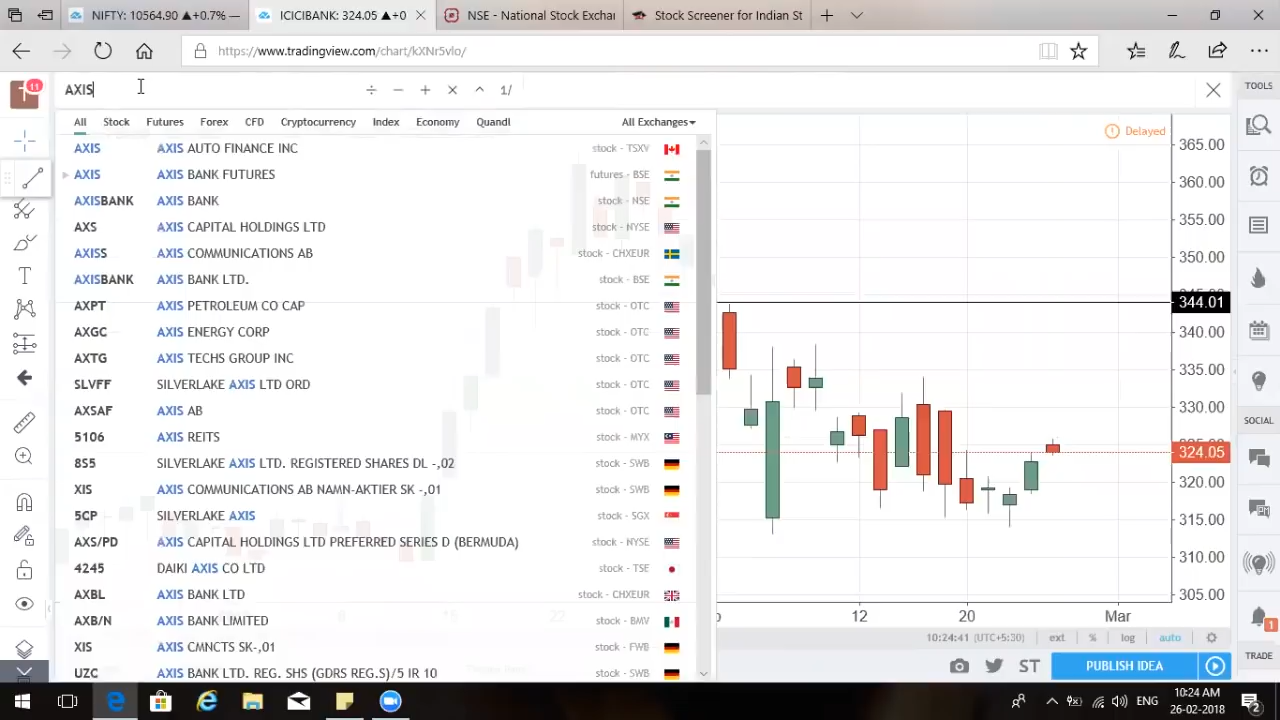 NIFTY: 10564.90 ▲+0.7% —
ICICIBANK: 324.05 ▲+0
NSE - National Stock Exchan
Stock Screener for Indian St
https://www.tradingview.com/chart/kXNr5vlo/
11
AXIS
1/
TOOLS
All Stock Futures Forex CFD Cryptocurrency Index Economy Quandl All Exchanges
AXIS AXIS AUTO FINANCE INC stock - TSXV
AXIS AXIS BANK FUTURES futures - BSE
AXISBANK AXIS BANK stock - NSE
AXS AXIS CAPITAL HOLDINGS LTD stock - NYSE
AXISS AXIS COMMUNICATIONS AB stock - CHXEUR
AXISBANK AXIS BANK LTD. stock - BSE
AXPT AXIS PETROLEUM CO CAP stock - OTC
AXGC AXIS ENERGY CORP stock - OTC
AXTG AXIS TECHS GROUP INC stock - OTC
SLVFF SILVERLAKE AXIS LTD ORD stock - OTC
AXSAF AXIS AB stock - OTC
5106 AXIS REITS stock - MYX
8S5 SILVERLAKE AXIS LTD. REGISTERED SHARES DL -,02 stock - SWB
XIS AXIS COMMUNICATIONS AB NAMN-AKTIER SK -,01 stock - SWB
5CP SILVERLAKE AXIS stock - SGX
AXS/PD AXIS CAPITAL HOLDINGS LTD PREFERRED SERIES D (BERMUDA) stock - NYSE
4245 DAIKI AXIS CO LTD stock - TSE
AXBL AXIS BANK LTD stock - CHXEUR
AXB/N AXIS BANK LIMITED stock - BMV
XIS AXIS CMNCTS SK-,01 stock - FWB
UZC AXIS BANK LTD. REG. SHS (GDRS REG.S)/5 IR 10 stock - SWB
Delayed
365.00
360.00
355.00
350.00
344.01
340.00
335.00
330.00
324.05
320.00
315.00
310.00
305.00
12 20 Mar
10:24:41 (UTC+5:30) ext % log auto
ST PUBLISH IDEA
SOCIAL
1
TRADE
ENG
10:24 AM
26-02-2018
2